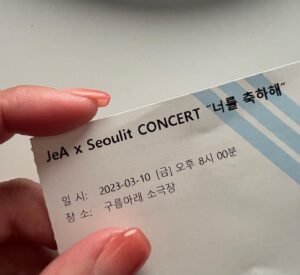 JeA x Seoulit CONCERT "너를 축하해"
일 시: 2023-03-10 [금] 오후 8시 00분
장 소: 구름아래 소극장